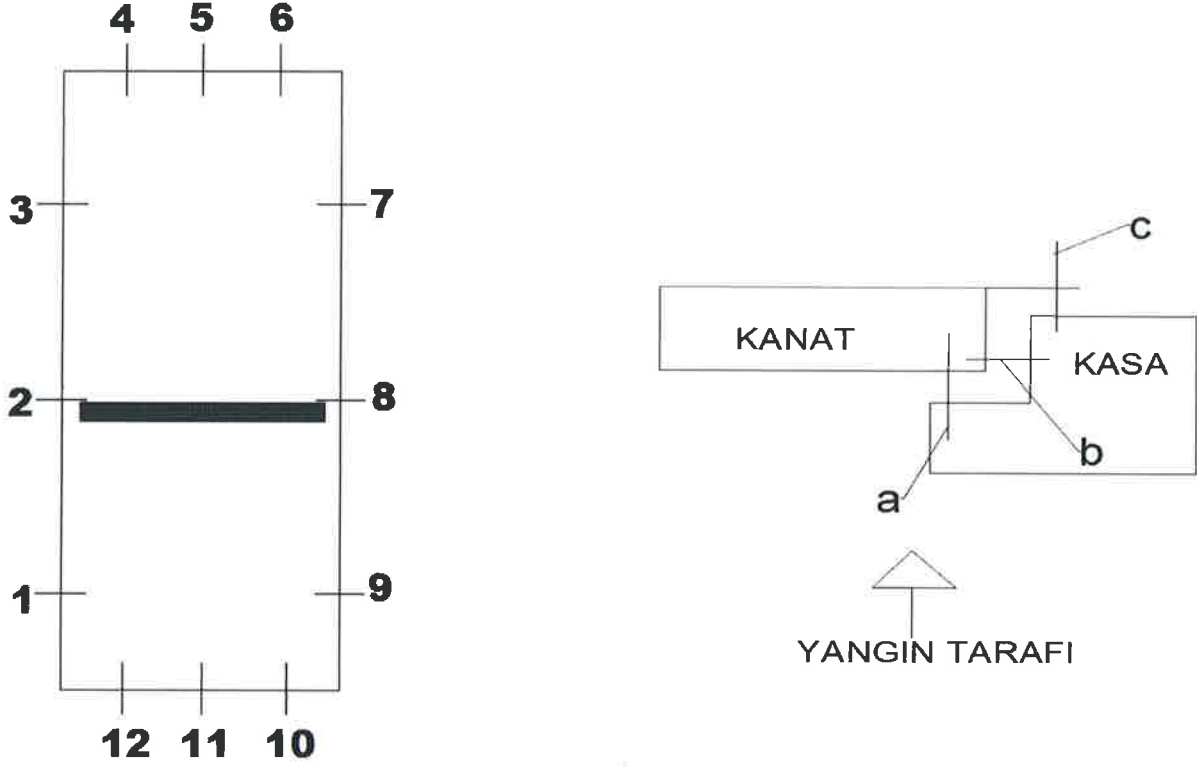 4 5 6
3 7
2 8
1 9
12 11 10
c
KANAT
KASA
b
a
YANGIN TARAFI